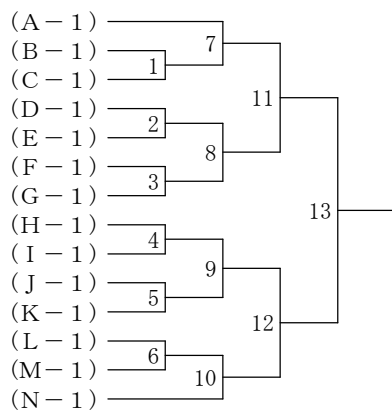 (A－1)
(B－1)
(C－1)
(D－1)
(E－1)
(F－1)
(G－1)
(H－1)
(I－1)
(J－1)
(K－1)
(L－1)
(M－1)
(N－1)
1
2
3
4
5
6
7
8
9
10
11
12
13